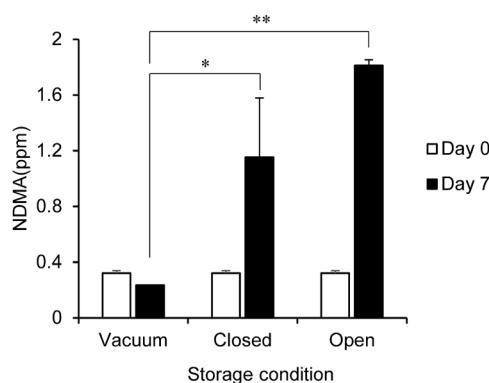 **
*
2
1.6
1.2
0.8
0.4
0
NDMA(ppm)
Day 0
Day 7
Vacuum Closed Open
Storage condition